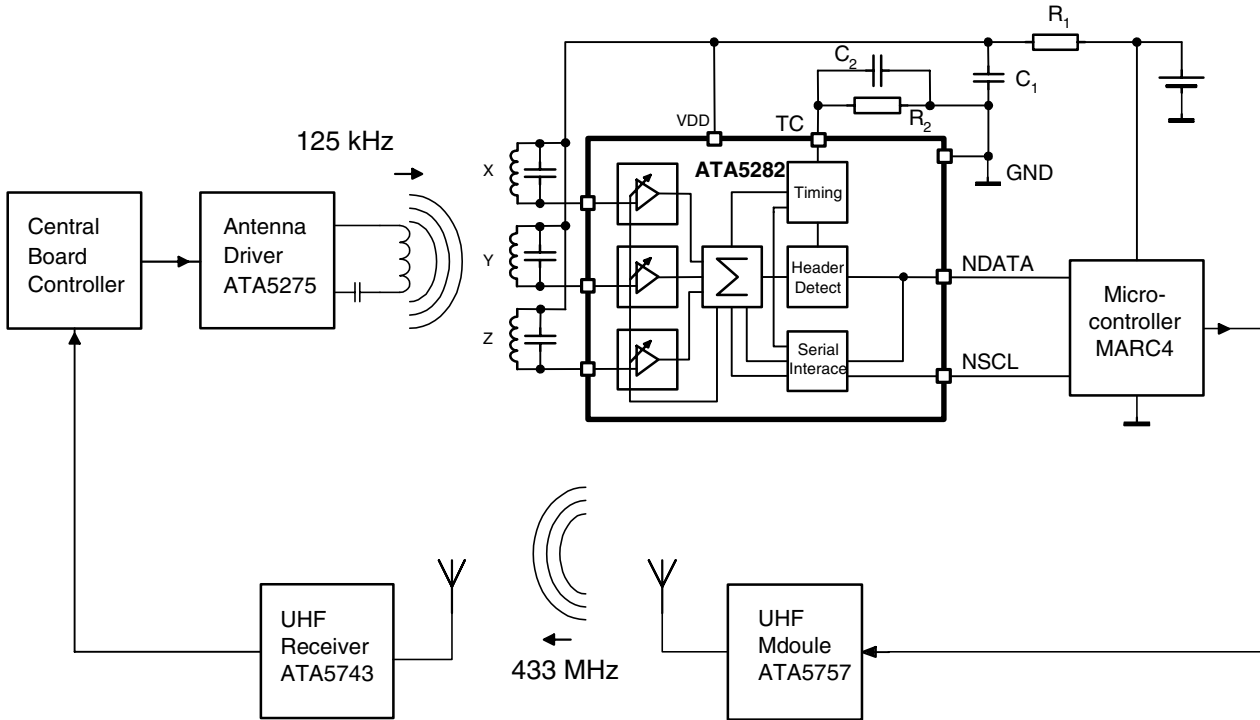 R1
C2
C1
R2
VDD
TC
125 kHz
X
ATA5282
GND
Timing
Central
Board
Controller
Antenna
Driver
ATA5275
Y
Σ
Header
Detect
NDATA
Micro-
controller
MARC4
Z
Serial
Interace
NSCL
UHF
Receiver
ATA5743
433 MHz
UHF
Mdoule
ATA5757